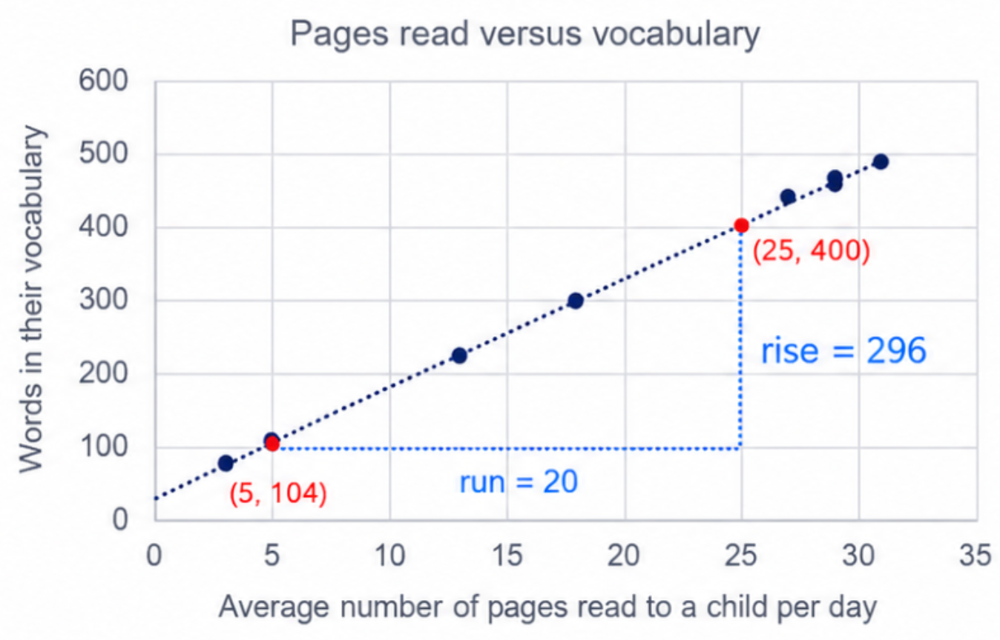 Pages read versus vocabulary
600
500
400
300
200
100
0
Words in their vocabulary
(25, 400)
rise = 296
run = 20
(5, 104)
0 5 10 15 20 25 30 35
Average number of pages read to a child per day